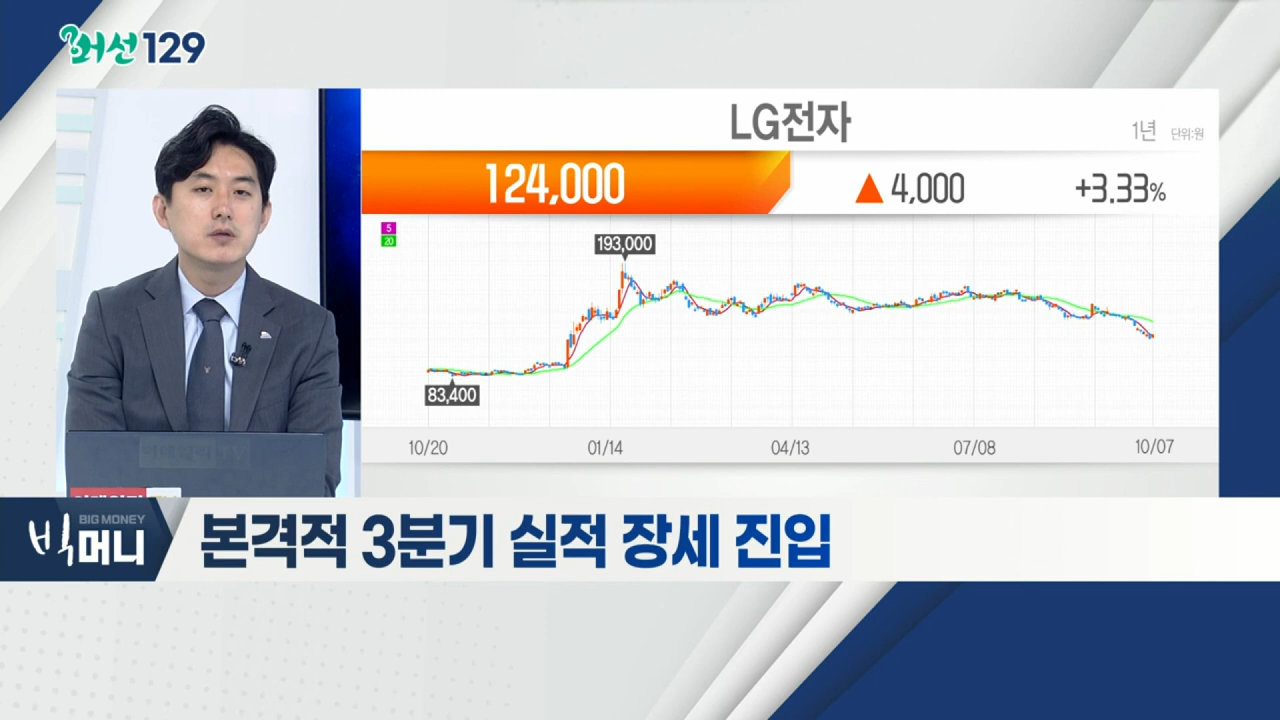 머선129
LG전자
1년 단위:원
124,000 ▲4,000 +3.33%
5
20
193,000
83,400
10/20 01/14 04/13 07/08 10/07
BIG MONEY
빅머니
본격적 3분기 실적 장세 진입